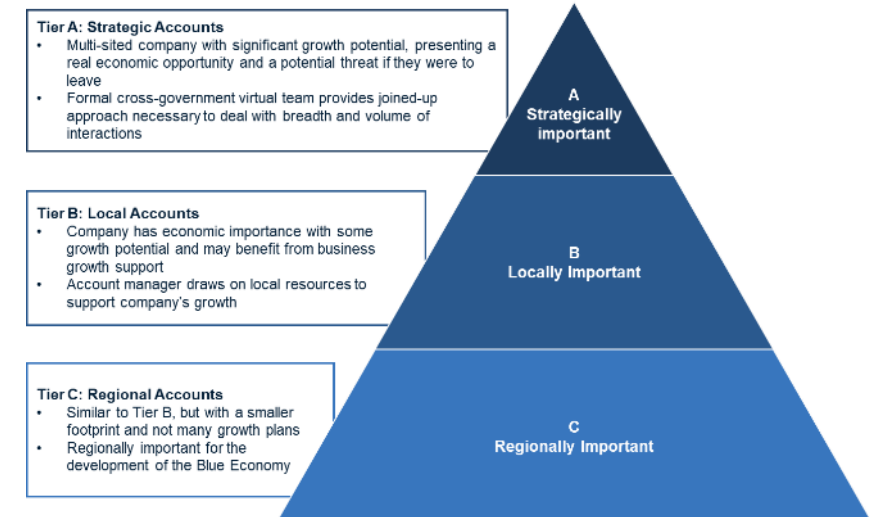 Tier A: Strategic Accounts
• Multi-sited company with significant growth potential, presenting a
real economic opportunity and a potential threat if they were to
leave
• Formal cross-government virtual team provides joined-up
approach necessary to deal with breadth and volume of
interactions
A
Strategically
important
Tier B: Local Accounts
• Company has economic importance with some
growth potential and may benefit from business
growth support
• Account manager draws on local resources to
support company's growth
B
Locally Important
Tier C: Regional Accounts
• Similar to Tier B, but with a smaller
footprint and not many growth plans
• Regionally important for the
development of the Blue Economy
C
Regionally Important